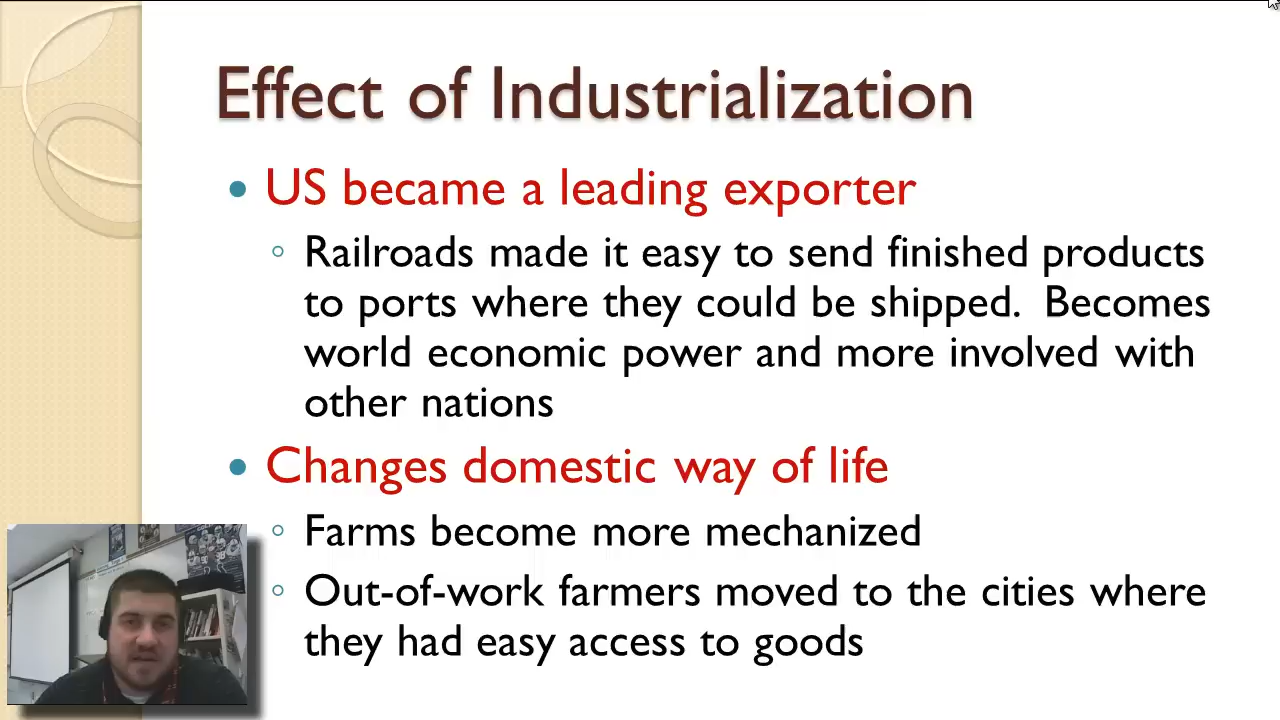 Effect of Industrialization
• US became a leading exporter
◦ Railroads made it easy to send finished products
to ports where they could be shipped.  Becomes
world economic power and more involved with
other nations
• Changes domestic way of life
◦ Farms become more mechanized
◦ Out-of-work farmers moved to the cities where
they had easy access to goods